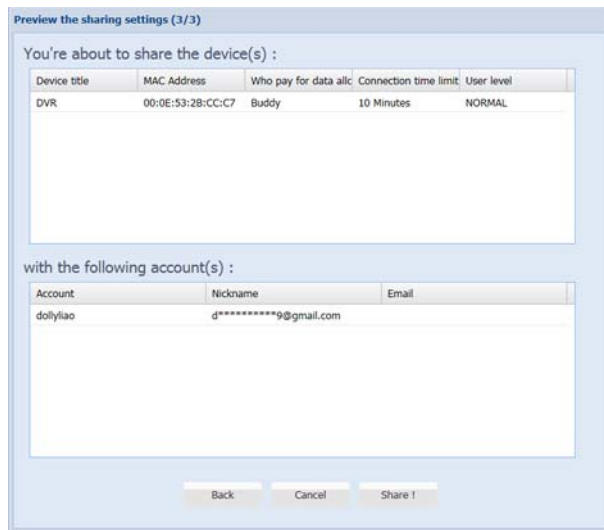 Preview the sharing settings (3/3)
You're about to share the device(s) :
Device title MAC Address Who pay for data allc Connection time limit User level
DVR 00:0E:53:2B:CC:C7 Buddy 10 Minutes NORMAL
with the following account(s) :
Account Nickname Email
dollyliao d**********9@gmail.com
Back Cancel Share !